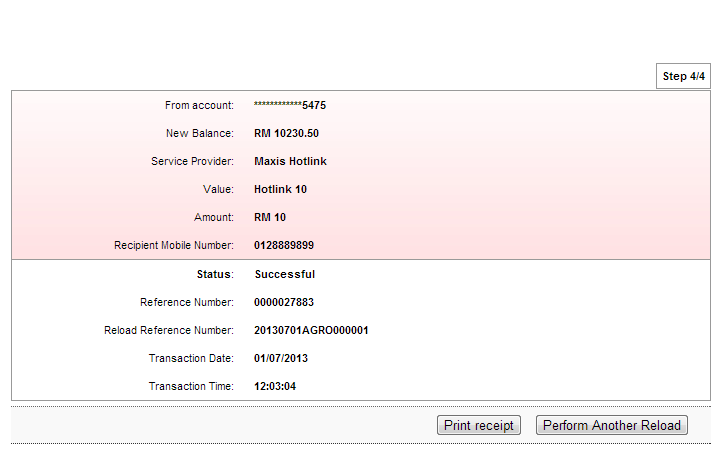 Step 4/4
From account: ***********5475
New Balance: RM 10230.50
Service Provider: Maxis Hotlink
Value: Hotlink 10
Amount: RM 10
Recipient Mobile Number: 0128889899
Status: Successful
Reference Number: 0000027883
Reload Reference Number: 20130701AGRO000001
Transaction Date: 01/07/2013
Transaction Time: 12:03:04
Print receipt Perform Another Reload